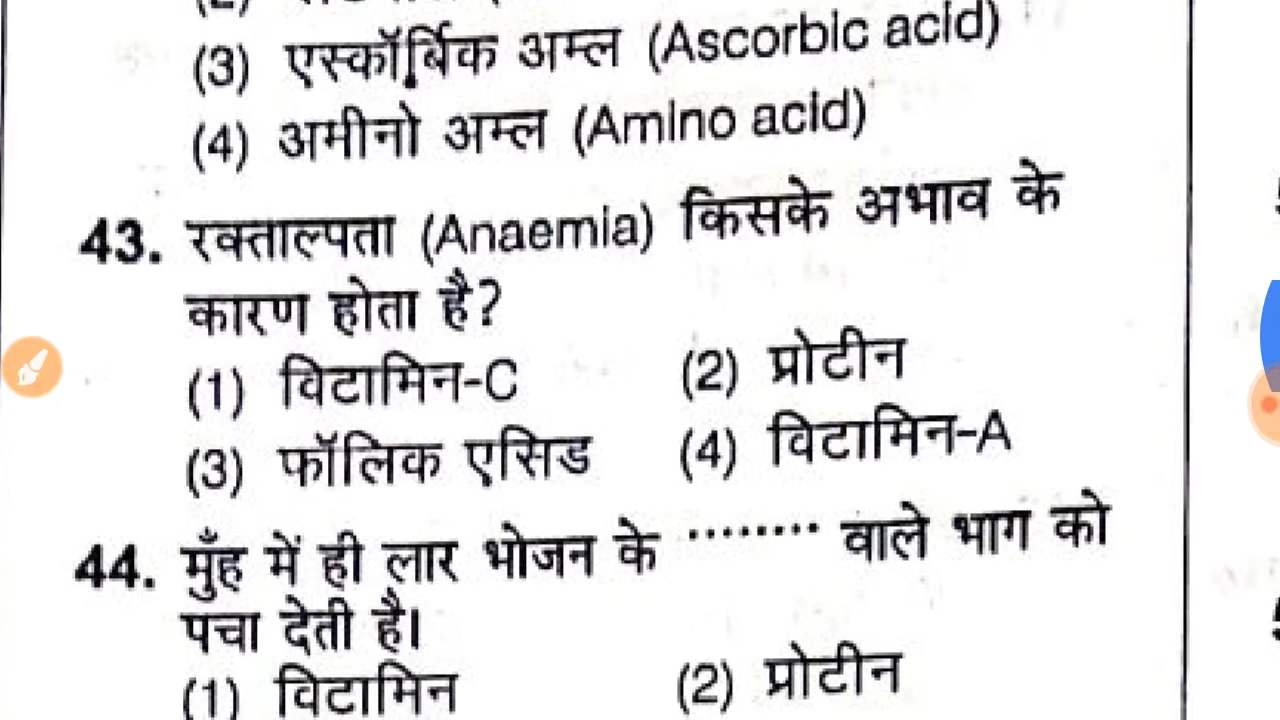 (3) एस्कॉर्बिक अम्ल (Ascorbic acid)
(4) अमीनो अम्ल (Amino acid)
43. रक्ताल्पता (Anaemia) किसके अभाव के
कारण होता है?
(1) विटामिन-C (2) प्रोटीन
(3) फॉलिक एसिड (4) विटामिन-A
44. मुँह में ही लार भोजन के ········ वाले भाग को
पचा देती है।
(1) विटामिन (2) प्रोटीन